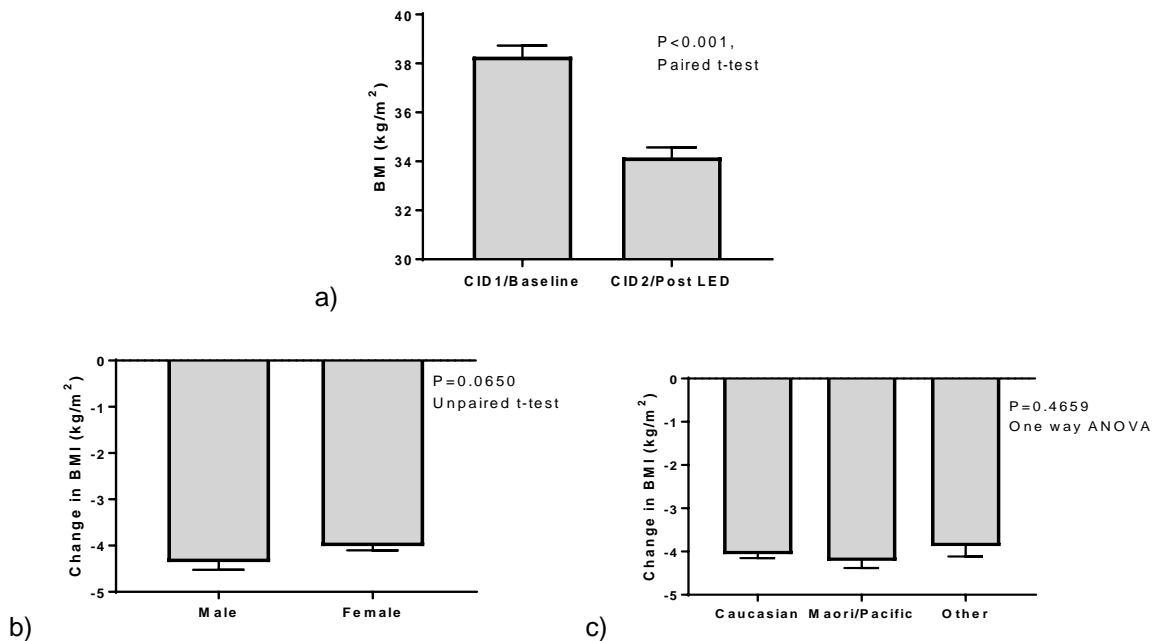 40
38
36
34
32
30
BMI (kg/m²)
P<0.001,
Paired t-test
CID1/Baseline CID2/Post LED
a)
0
-1
-2
-3
-4
-5
Change in BMI (kg/m²)
P=0.0650
Unpaired t-test
Male Female
b)
0
-1
-2
-3
-4
-5
Change in BMI (kg/m²)
P=0.4659
One way ANOVA
Caucasian Maori/Pacific Other
c)